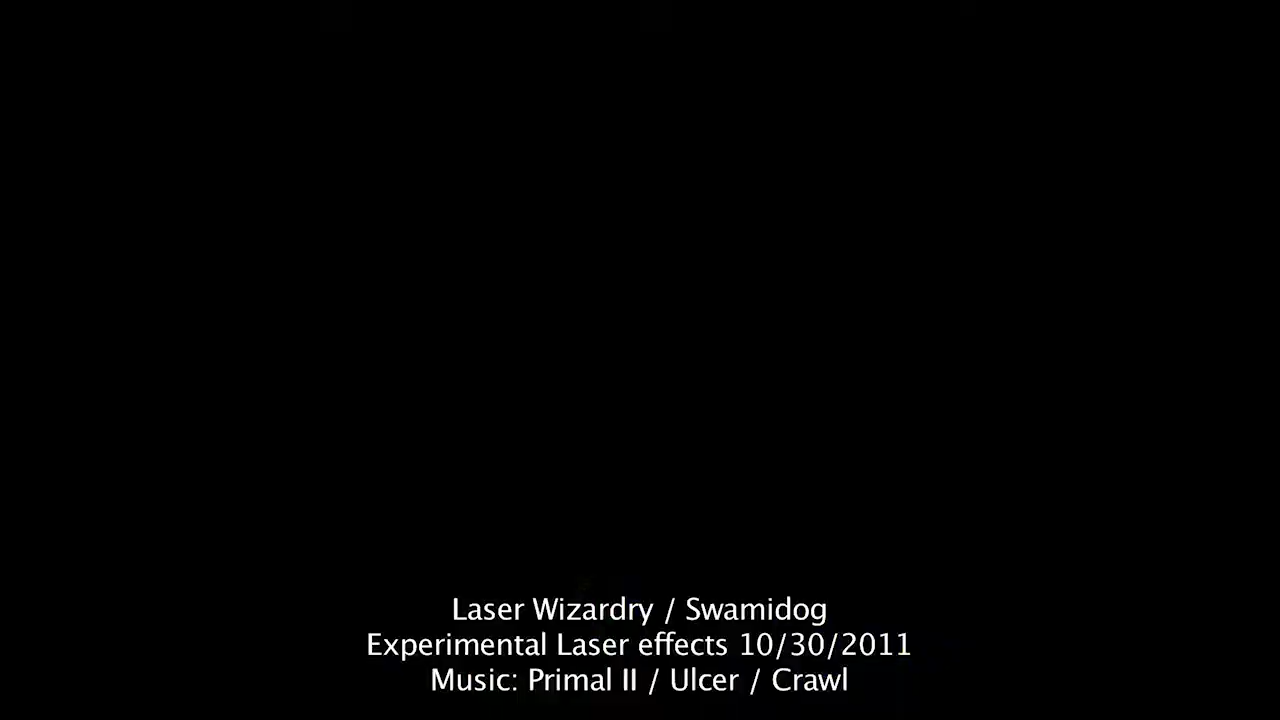 Laser Wizardry / Swamidog
Experimental Laser effects 10/30/2011
Music: Primal II / Ulcer / Crawl